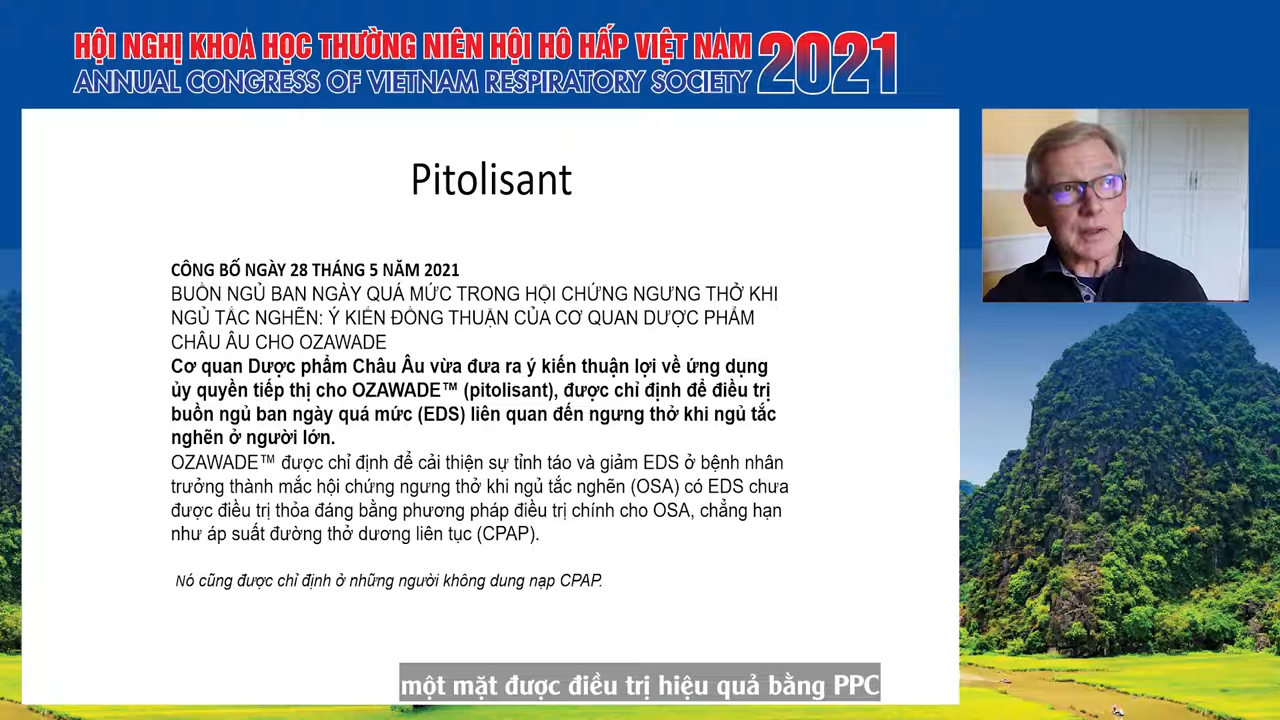 HỘI NGHỊ KHOA HỌC THƯỜNG NIÊN HỘI HÔ HẤP VIỆT NAM 2021
ANNUAL CONGRESS OF VIETNAM RESPIRATORY SOCIETY
Pitolisant
CÔNG BỐ NGÀY 28 THÁNG 5 NĂM 2021
BUỒN NGỦ BAN NGÀY QUÁ MỨC TRONG HỘI CHỨNG NGƯNG THỞ KHI
NGỦ TẮC NGHẼN: Ý KIẾN ĐỒNG THUẬN CỦA CƠ QUAN DƯỢC PHẨM
CHÂU ÂU CHO OZAWADE
Cơ quan Dược phẩm Châu Âu vừa đưa ra ý kiến thuận lợi về ứng dụng
ủy quyền tiếp thị cho OZAWADE™ (pitolisant), được chỉ định để điều trị
buồn ngủ ban ngày quá mức (EDS) liên quan đến ngưng thở khi ngủ tắc
nghẽn ở người lớn.
OZAWADE™ được chỉ định để cải thiện sự tỉnh táo và giảm EDS ở bệnh nhân
trưởng thành mắc hội chứng ngưng thở khi ngủ tắc nghẽn (OSA) có EDS chưa
được điều trị thỏa đáng bằng phương pháp điều trị chính cho OSA, chẳng hạn
như áp suất đường thở dương liên tục (CPAP).
Nó cũng được chỉ định ở những người không dung nạp CPAP.
một mặt được điều trị hiệu quả bằng PPC